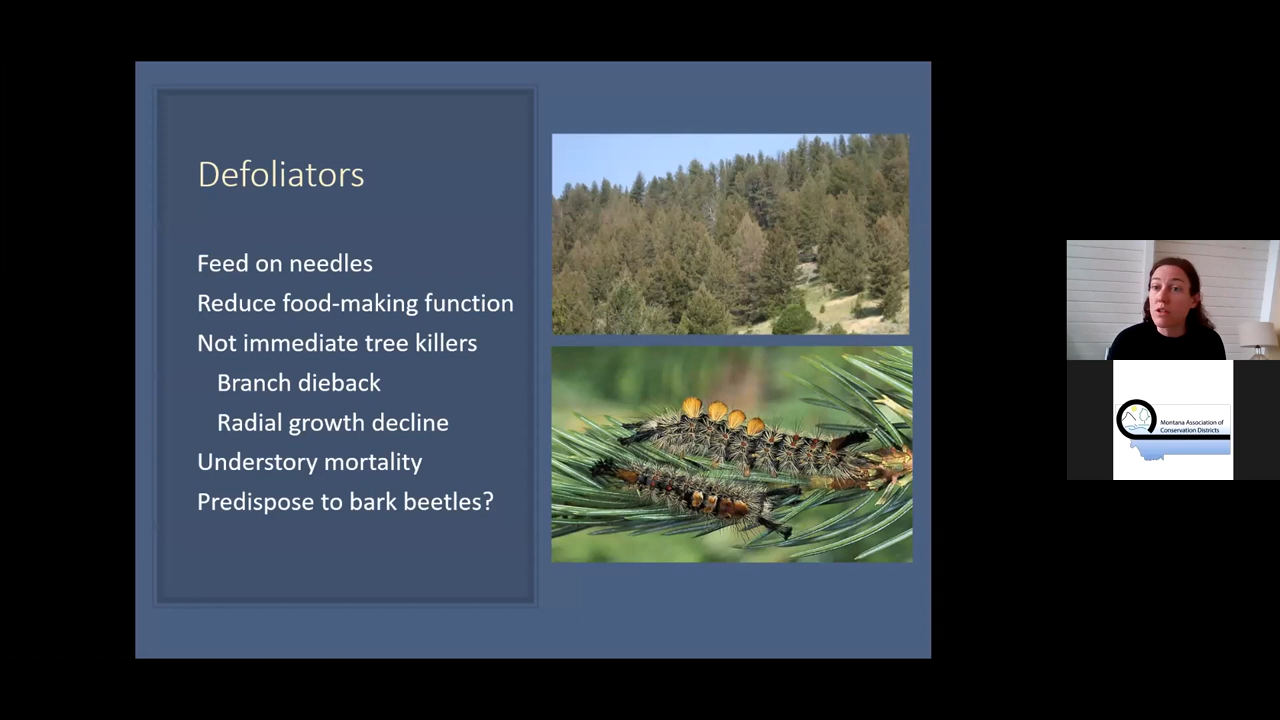 Defoliators
Feed on needles
Reduce food-making function
Not immediate tree killers
Branch dieback
Radial growth decline
Understory mortality
Predispose to bark beetles?
Montana Association of
Conservation Districts